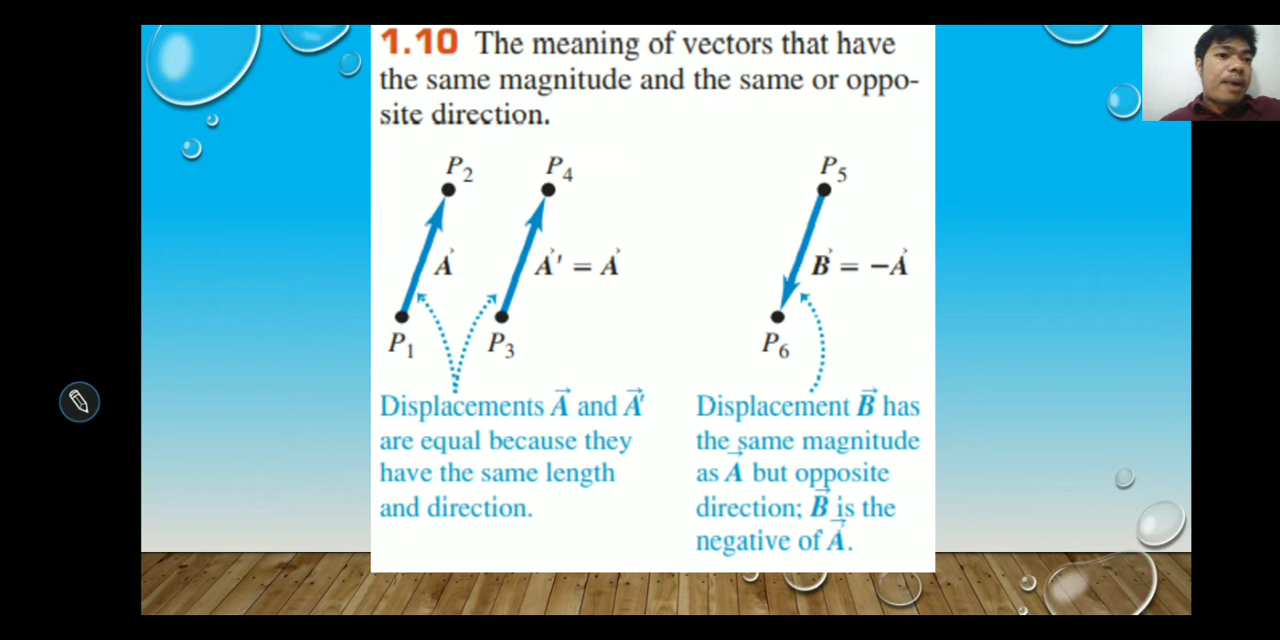 1.10 The meaning of vectors that have
the same magnitude and the same or oppo-
site direction.
P₂ P₄ P₅
A⃗ A⃗′ = A⃗ B⃗ = −A⃗
P₁ P₃ P₆
Displacements A⃗ and A⃗′
are equal because they
have the same length
and direction.
Displacement B⃗ has
the same magnitude
as A⃗ but opposite
direction; B⃗ is the
negative of A⃗.